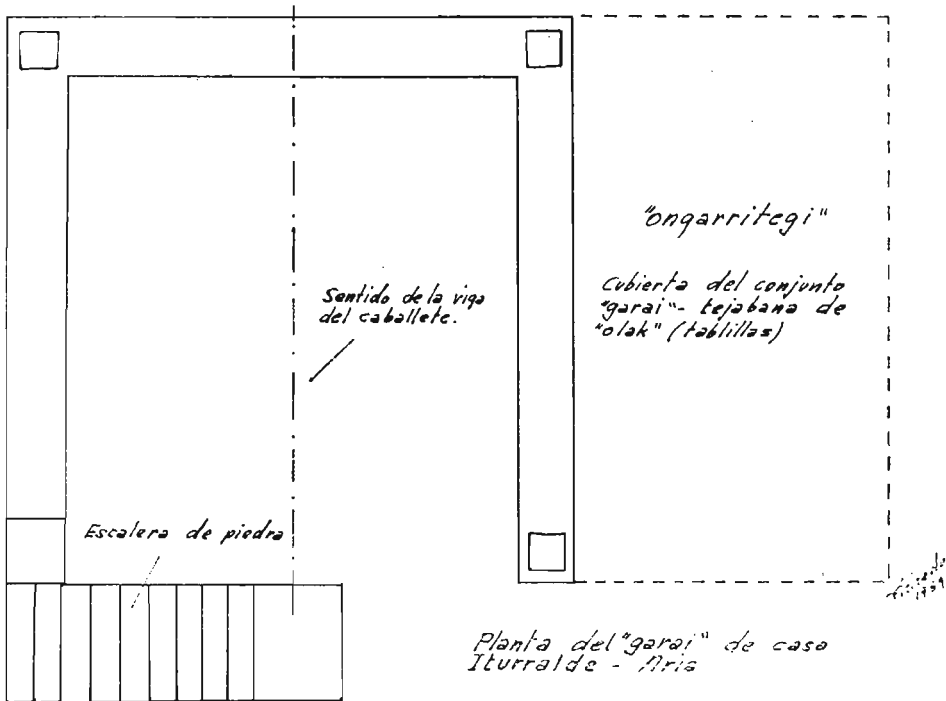 "ongarritegi"
Cubierta del conjunto
"garai"- tejabana de
"olak" (tablillas)
Sentido de la viga
del caballete.
Escalera de piedra
Planta del "garai" de casa
Iturralde - Aria